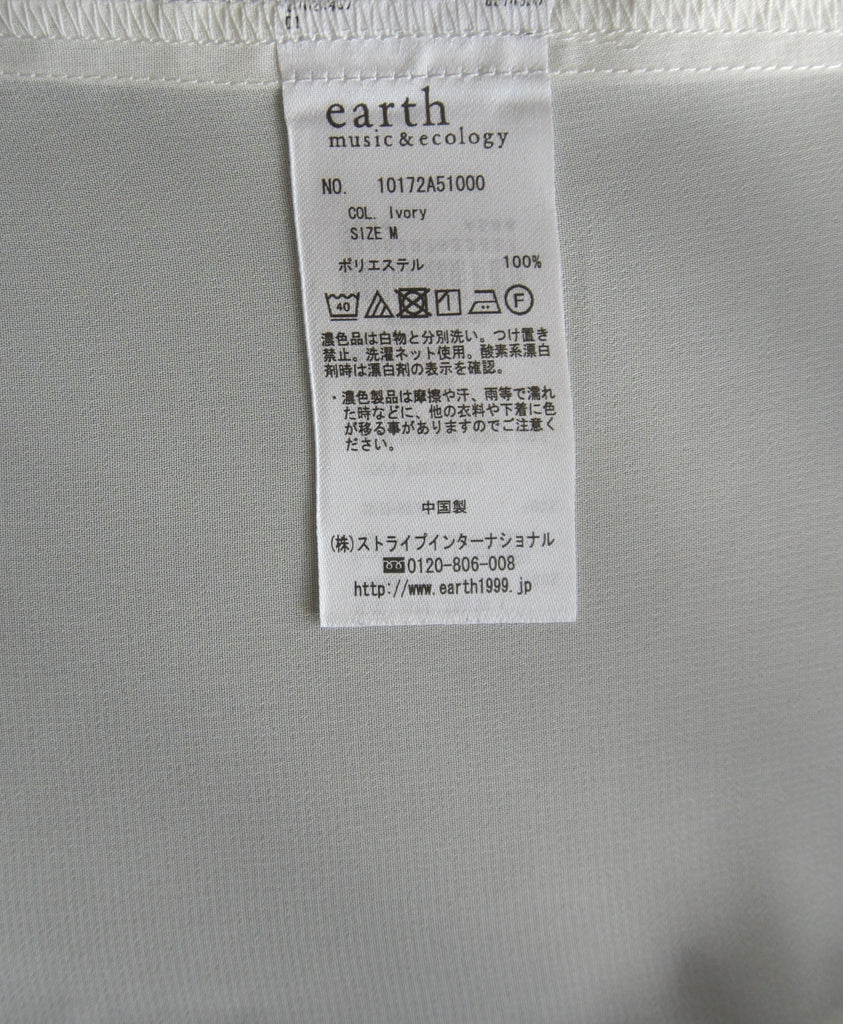 01
earth
music&ecology
NO. 10172A51000
COL. Ivory
SIZE M
ポリエステル 100%
40
F
濃色品は白物と分別洗い。つけ置き
禁止。洗濯ネット使用。酸素系漂白
剤時は漂白剤の表示を確認。
・濃色製品は摩擦や汗、雨等で濡れ
た時などに、他の衣料や下着に色
が移る事がありますのでご注意く
ださい。
中国製
(株)ストライプインターナショナル
0120-806-008
http://www.earth1999.jp